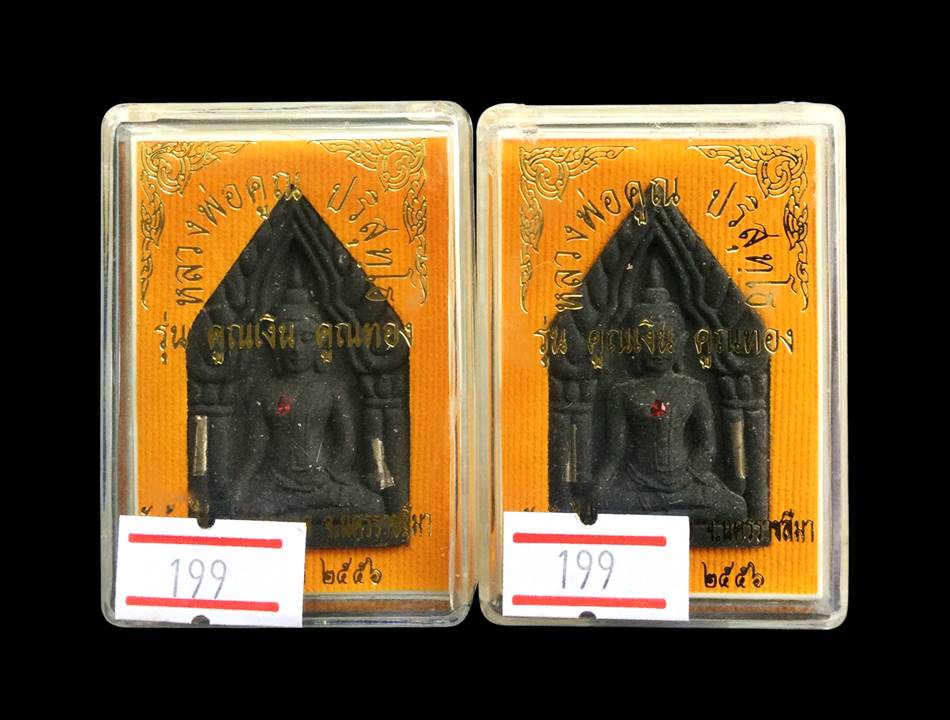 หลวงพ่อคูณ ปริสุทฺโธ
รุ่น คูณเงิน คูณทอง
จ.นครราชสีมา
๒๕๕๖
199
หลวงพ่อคูณ ปริสุทฺโธ
รุ่น คูณเงิน คูณทอง
จ.นครราชสีมา
๒๕๕๖
199